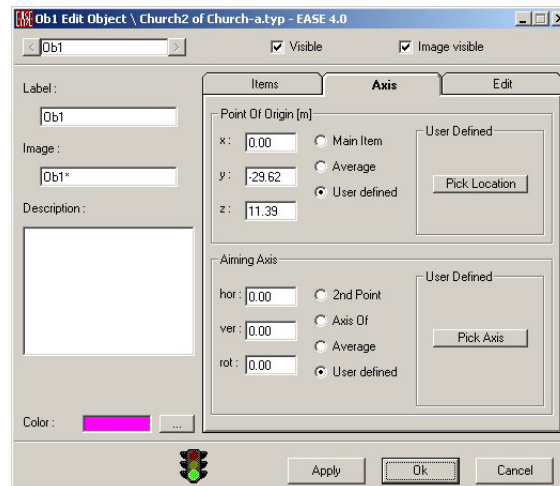 EASE Ob1 Edit Object \ Church2 of Church-a.typ - EASE 4.0
< Ob1 > Visible Image visible
Label :
Ob1
Image :
Ob1*
Description :
Color : ...
Items Axis Edit
Point Of Origin [m]
x : 0.00 Main Item
y : -29.62 Average
z : 11.39 User defined
User Defined
Pick Location
Aiming Axis
hor : 0.00 2nd Point
ver : 0.00 Axis Of
Average
rot : 0.00 User defined
User Defined
Pick Axis
Apply Ok Cancel